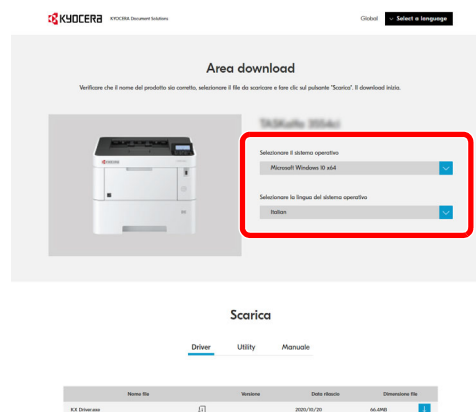 KYOCERA KYOCERA Document Solutions Global Select a language
Area download
Verificare che il nome del prodotto sia corretto, selezionare il file da scaricare e fare clic sul pulsante "Scarica". Il download inizia.
Selezionare il sistema operativo
Microsoft Windows 10 x64
Selezionare la lingua del sistema operativo
Italian
Scarica
Driver Utility Manuale
Nome file Versione Data rilascio Dimensione file
KX Driver.exe 2020/10/20 66.4MB